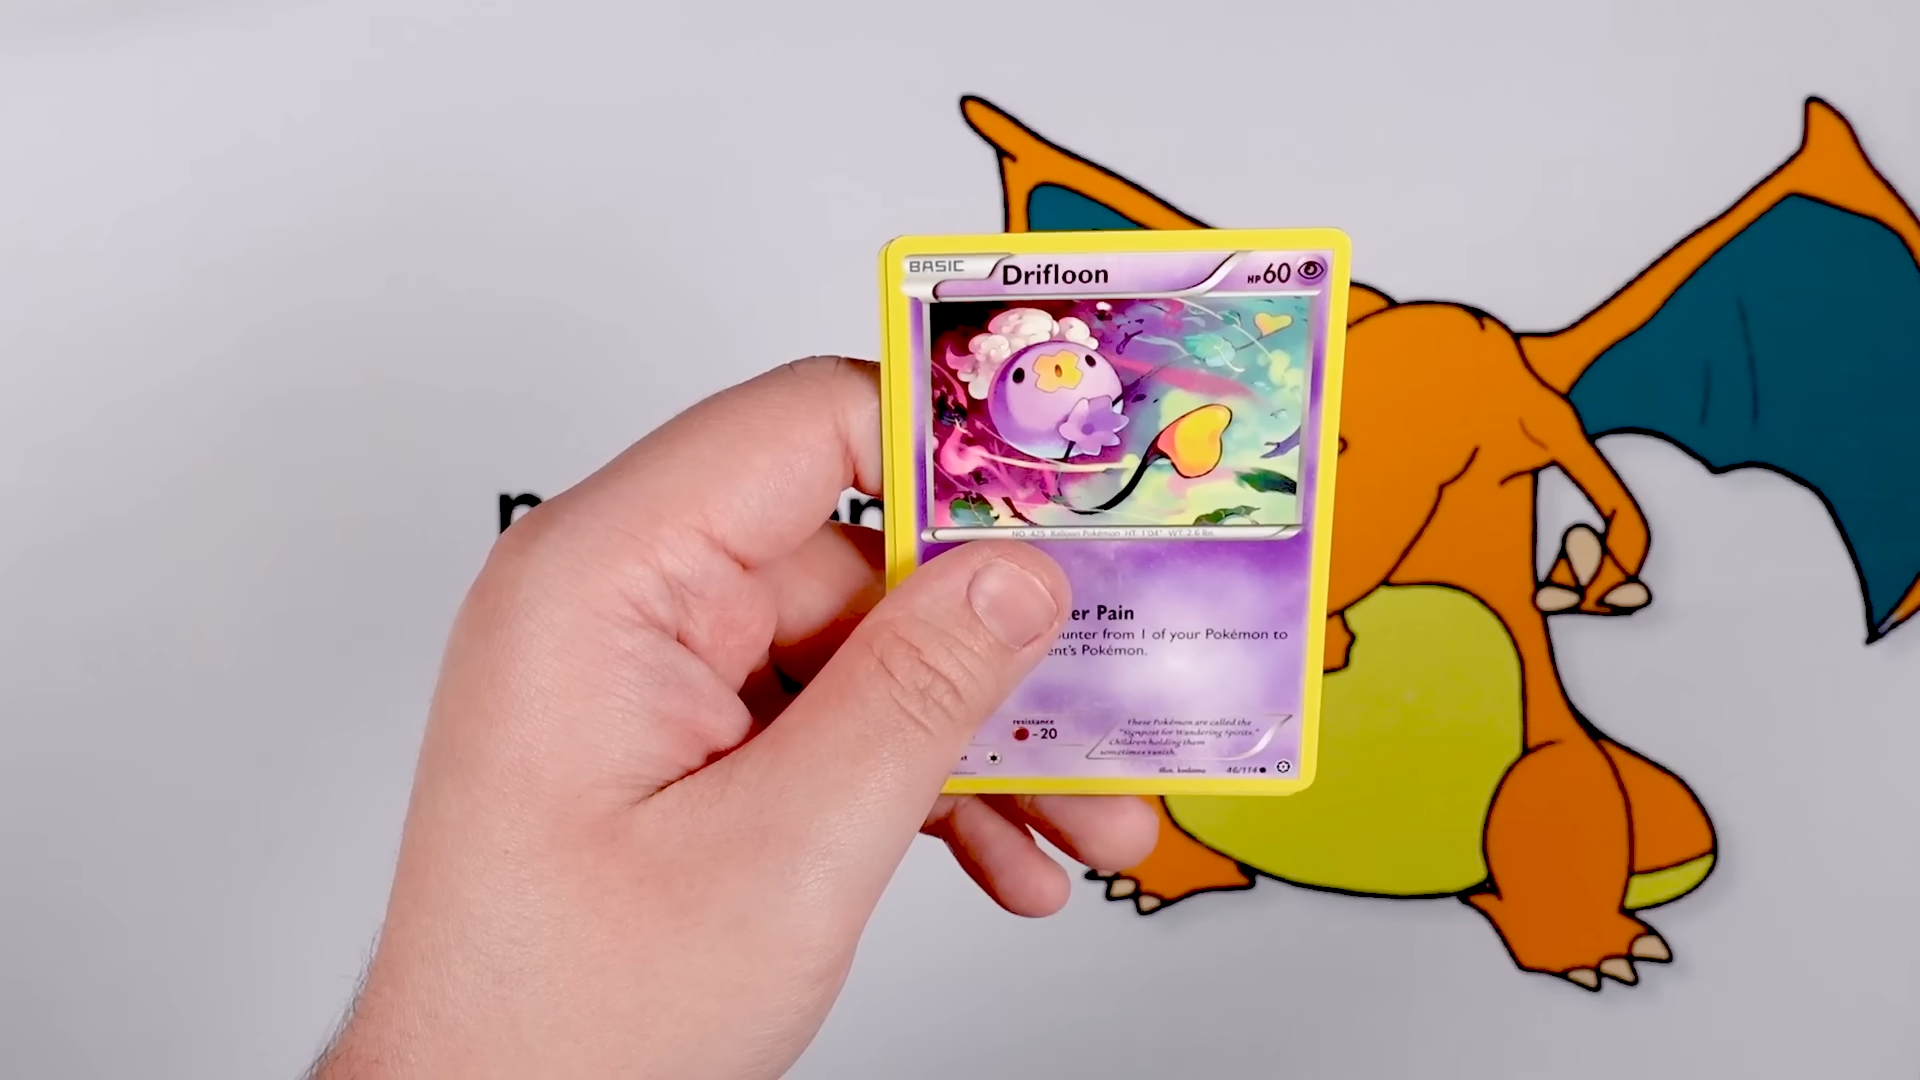 BASIC Drifloon HP60
NO. 425 Balloon Pokémon HT: 1'04" WT: 2.6 lbs.
er Pain
ounter from 1 of your Pokémon to
ent's Pokémon.
resistance
-20
These Pokémon are called the
"Signpost for Wandering Spirits."
Children holding them
sometimes vanish.
Illus. kodama 46/114